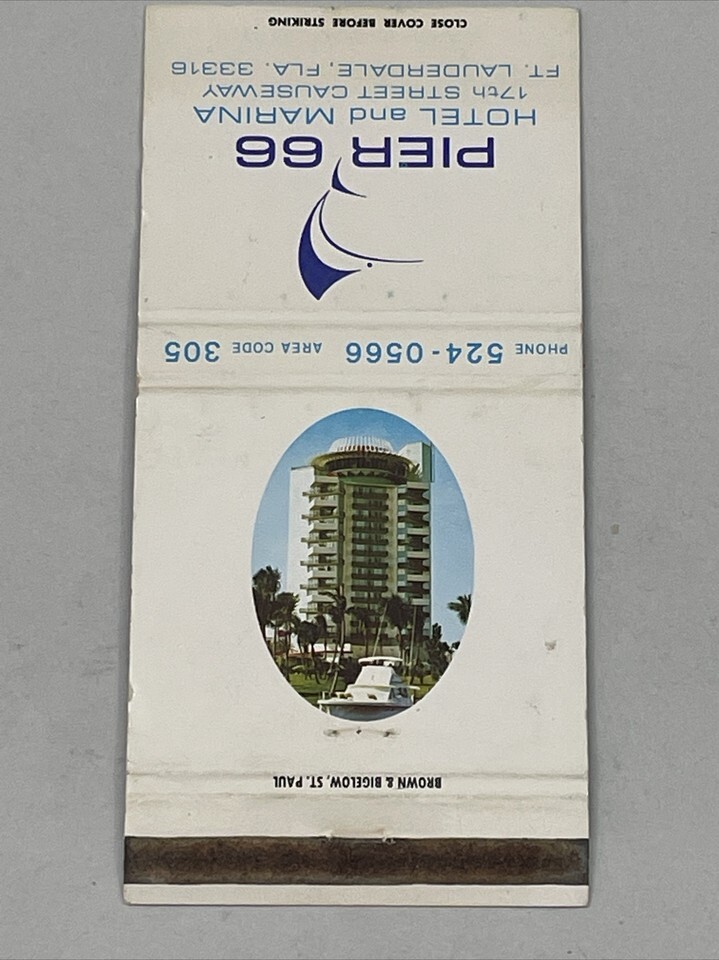 BROWN & BIGELOW, ST. PAUL
PHONE 524-0566 AREA CODE 305
PIER 66
HOTEL and MARINA
17th STREET CAUSEWAY
FT. LAUDERDALE, FLA. 33316
CLOSE COVER BEFORE STRIKING